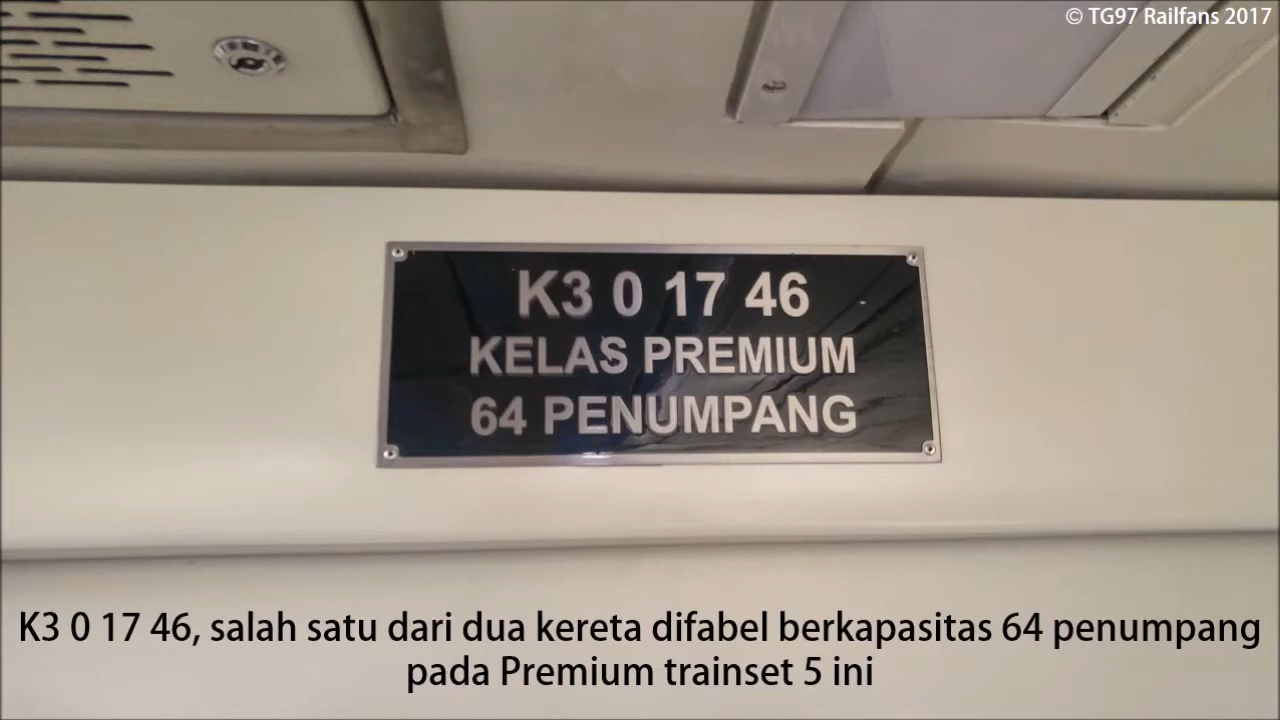 © TG97 Railfans 2017
K3 0 17 46
KELAS PREMIUM
64 PENUMPANG
K3 0 17 46, salah satu dari dua kereta difabel berkapasitas 64 penumpang
pada Premium trainset 5 ini